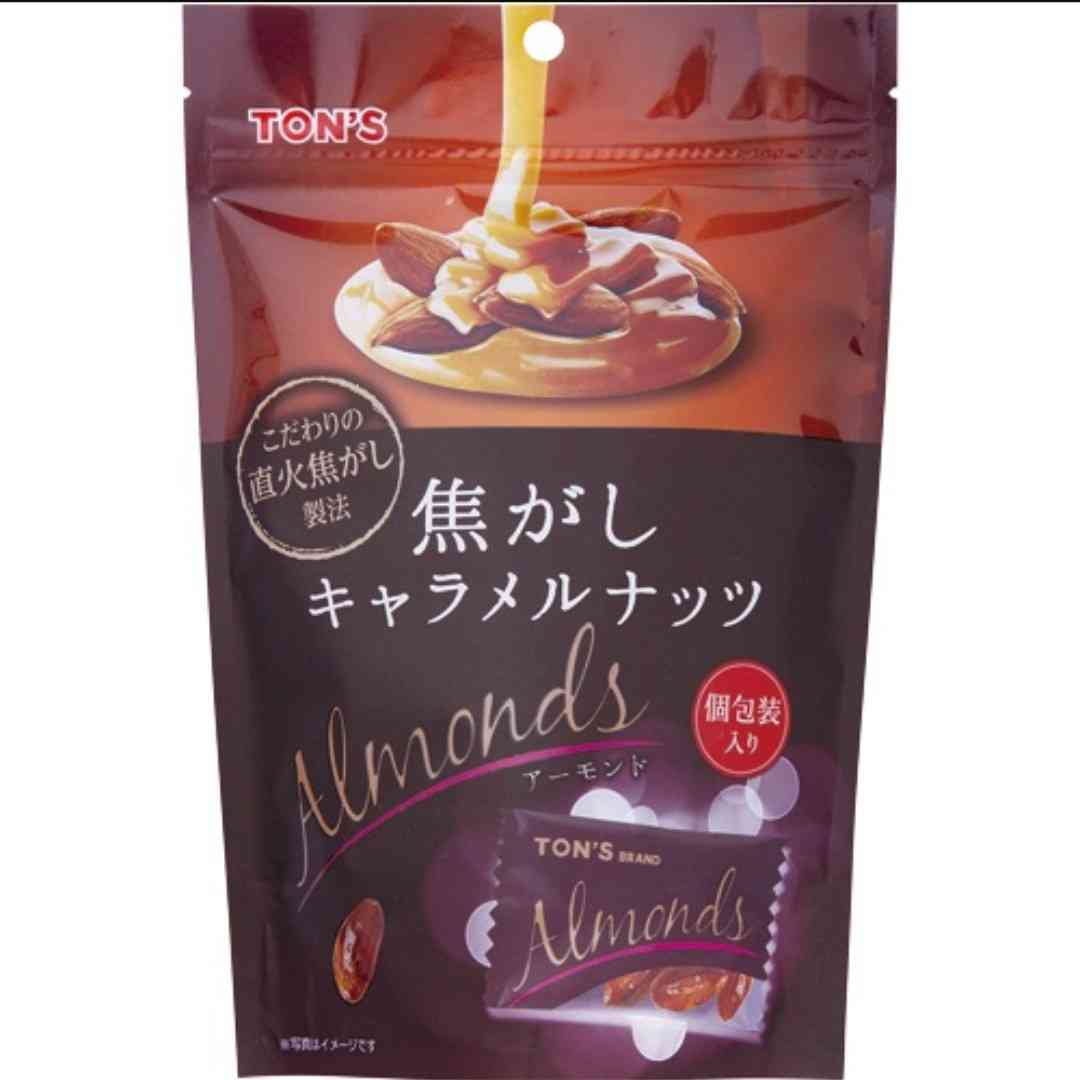 TON'S
こだわりの
直火焦がし
製法
焦がし
キャラメルナッツ
Almonds
アーモンド
個包装
入り
TON'S BRAND
Almonds
※写真はイメージです